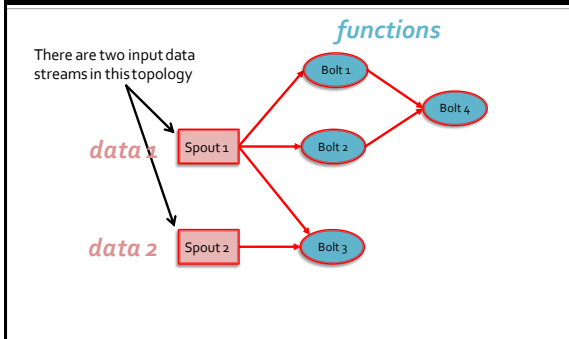 functions
There are two input data
streams in this topology
Bolt 1
Bolt 4
data 1
Spout 1
Bolt 2
data 2
Spout 2
Bolt 3